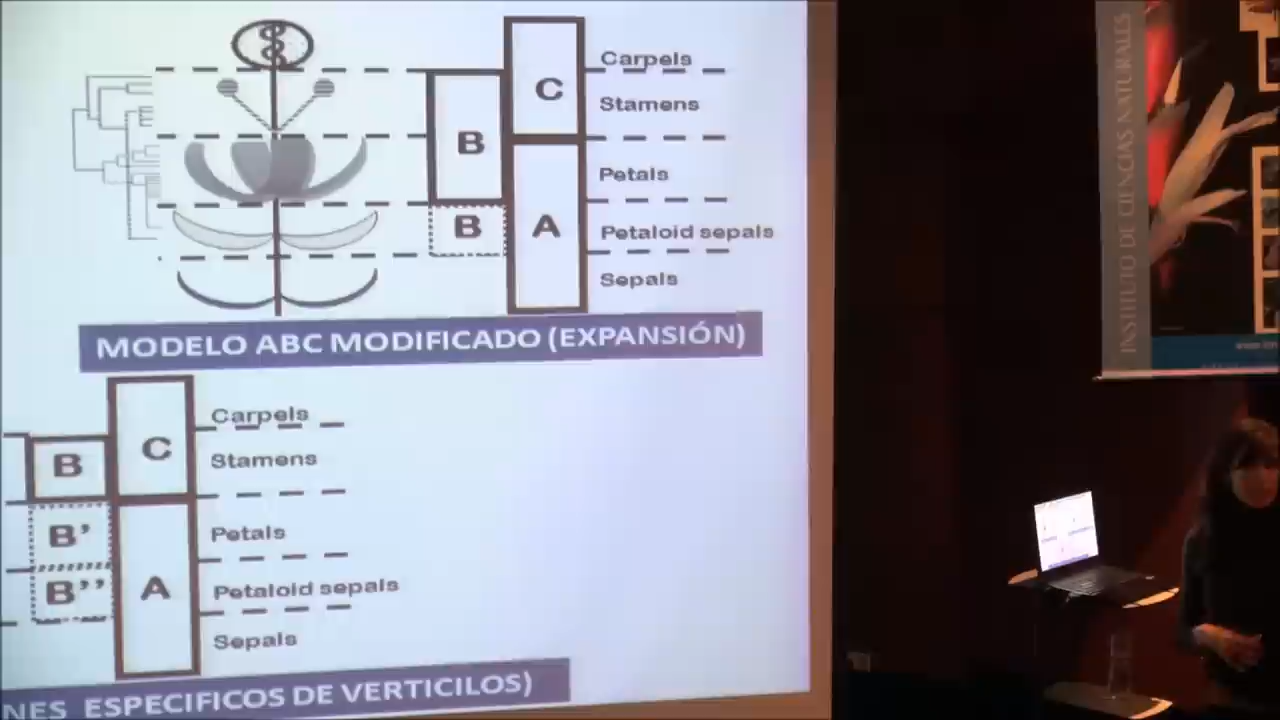 Carpels
C
Stamens
B
Petals
B
A
Petaloid sepals
Sepals
MODELO ABC MODIFICADO (EXPANSIÓN)
Carpels
C
B
Stamens
B’
Petals
B’’
A
Petaloid sepals
Sepals
NES ESPECIFICOS DE VERTICILOS)
INSTITUTO DE CIENCIAS NATURALES